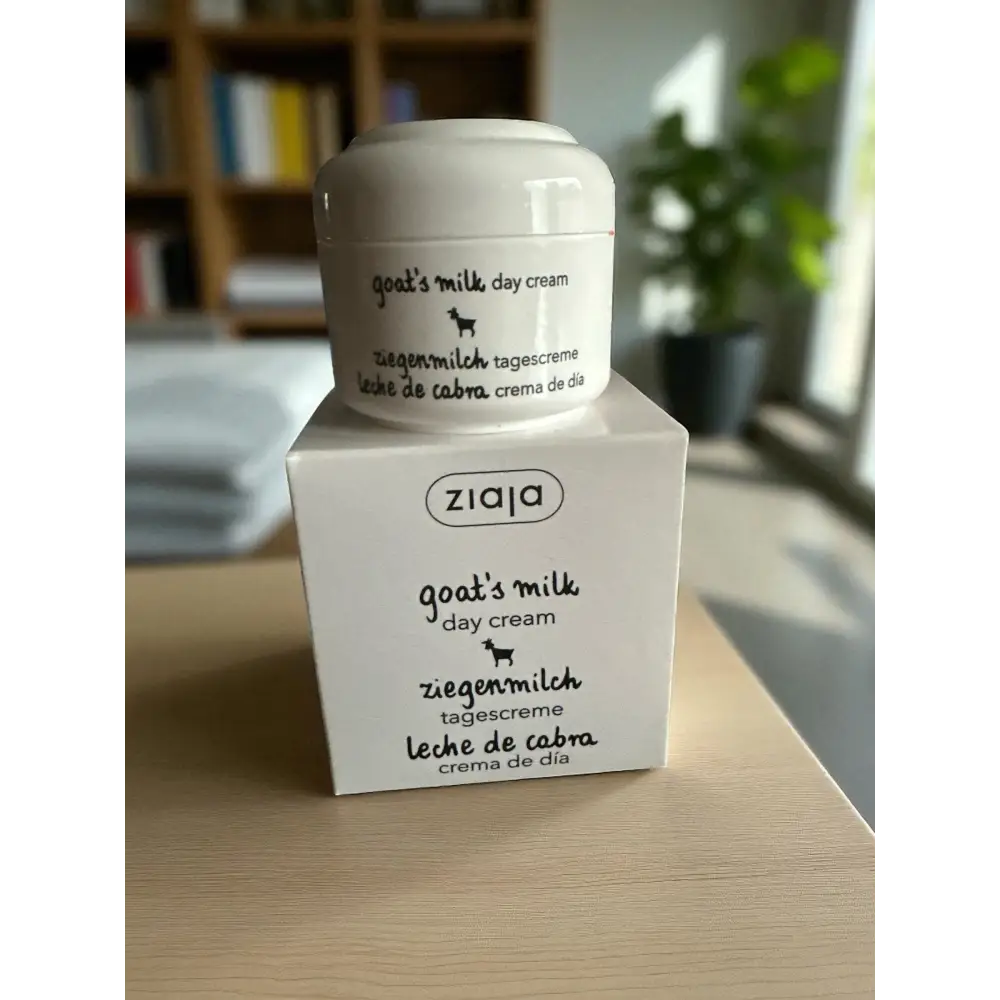 goat's milk day cream
ziegenmilch tagescreme
leche de cabra crema de día
ziaja
goat's milk
day cream
ziegenmilch
tagescreme
leche de cabra
crema de día